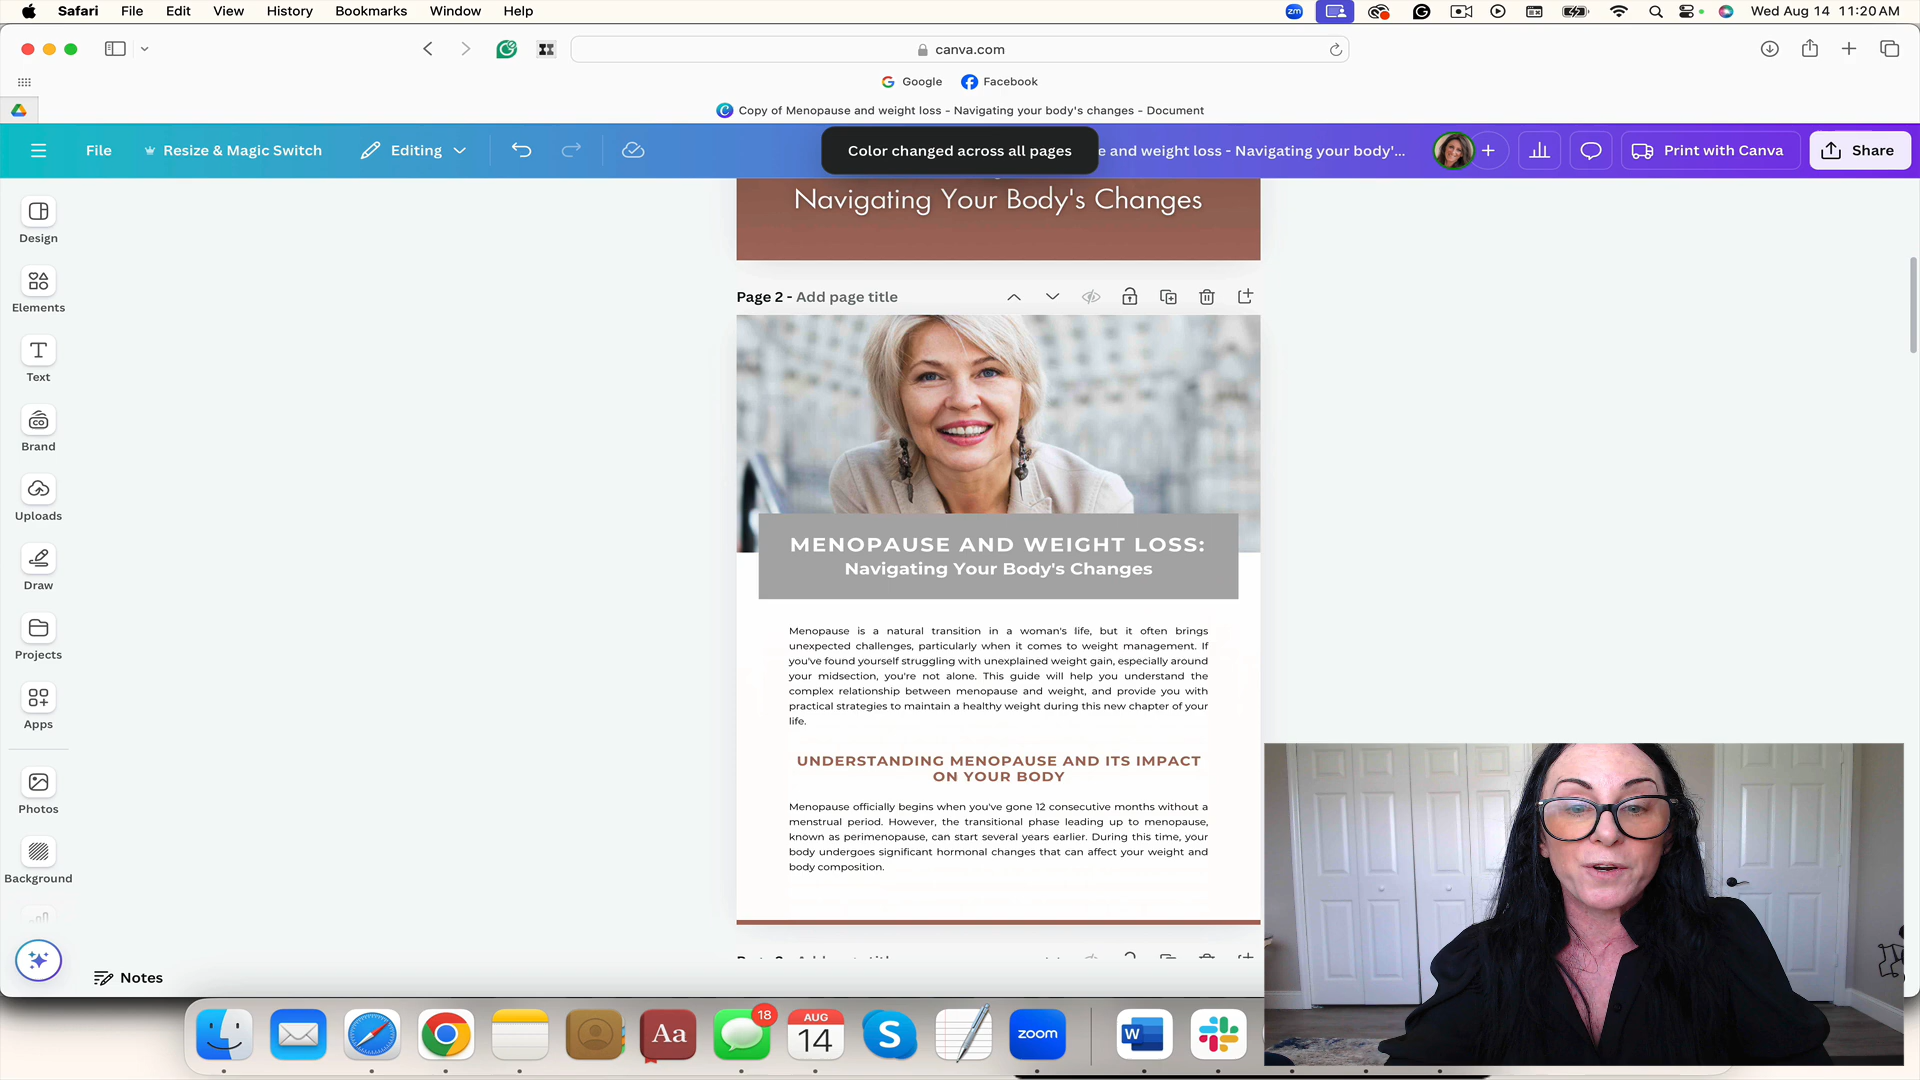 Safari File Edit View History Bookmarks Window Help
zm
Wed Aug 14 11:20 AM
canva.com
Google Facebook
Copy of Menopause and weight loss - Navigating your body's changes - Document
File Resize & Magic Switch Editing
Color changed across all pages
e and weight loss - Navigating your body'...
Print with Canva Share
Design
Elements
Text
Brand
Uploads
Draw
Projects
Apps
Photos
Background
Navigating Your Body's Changes
Page 2 - Add page title
MENOPAUSE AND WEIGHT LOSS:
Navigating Your Body's Changes
Menopause is a natural transition in a woman's life, but it often brings
unexpected challenges, particularly when it comes to weight management. If
you've found yourself struggling with unexplained weight gain, especially around
your midsection, you're not alone. This guide will help you understand the
complex relationship between menopause and weight, and provide you with
practical strategies to maintain a healthy weight during this new chapter of your
life.
UNDERSTANDING MENOPAUSE AND ITS IMPACT
ON YOUR BODY
Menopause officially begins when you've gone 12 consecutive months without a
menstrual period. However, the transitional phase leading up to menopause,
known as perimenopause, can start several years earlier. During this time, your
body undergoes significant hormonal changes that can affect your weight and
body composition.
Notes
Aa
18
AUG
14
S
zoom
W